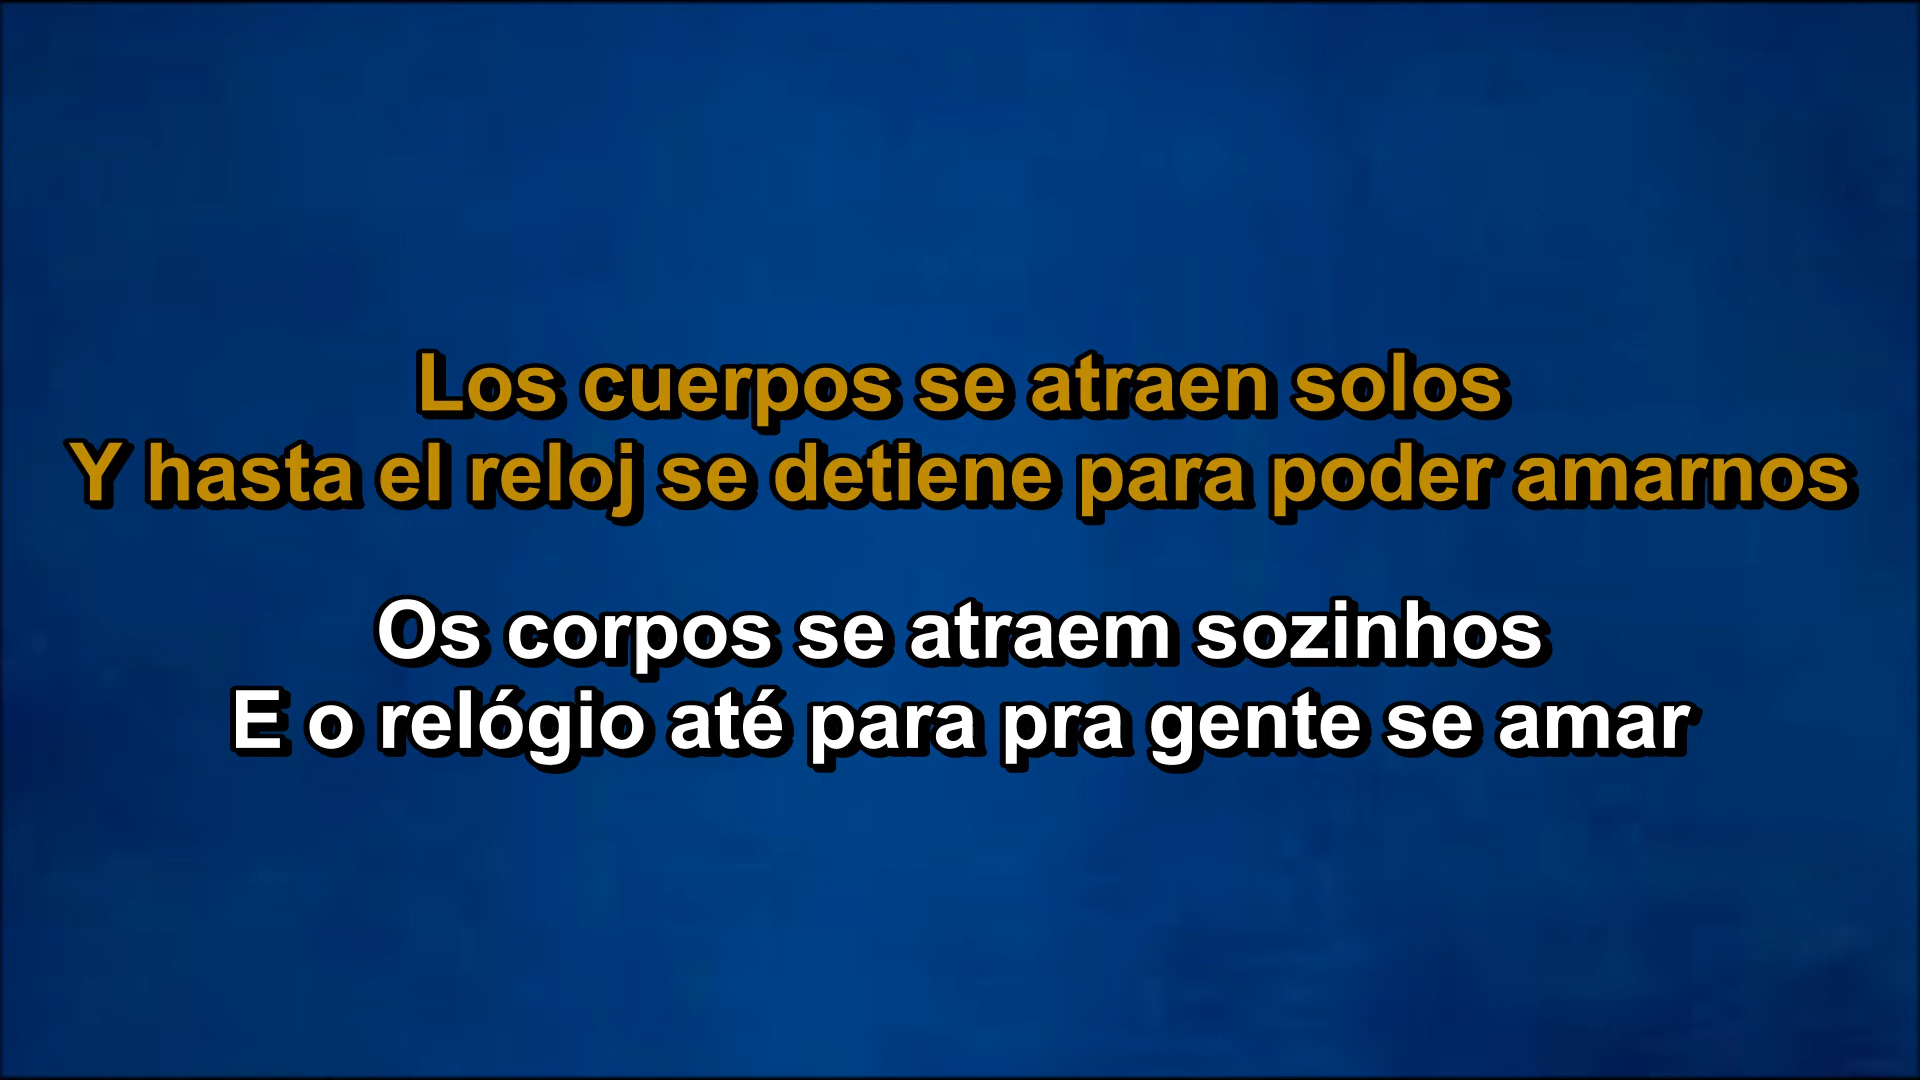 Los cuerpos se atraen solos
Y hasta el reloj se detiene para poder amarnos
Os corpos se atraem sozinhos
E o relógio até para pra gente se amar